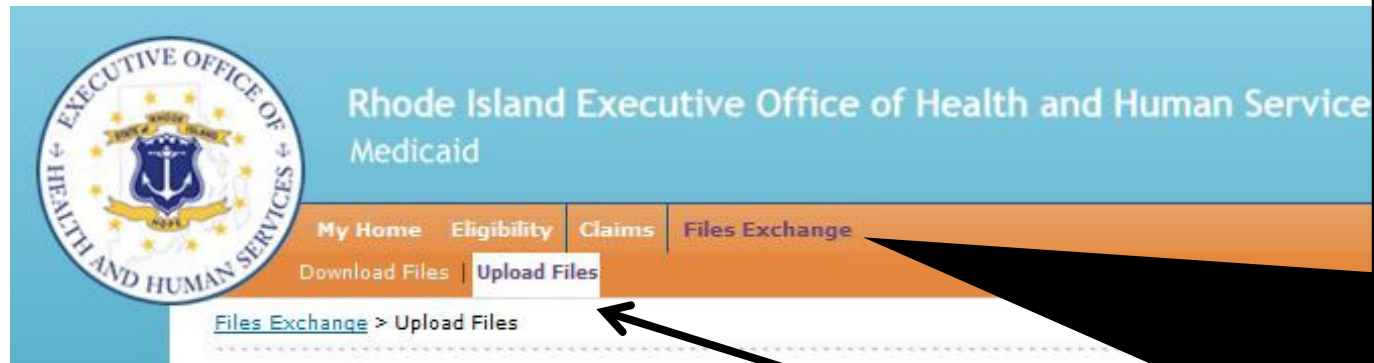 EXECUTIVE OFFICE OF
HEALTH AND HUMAN SERVICES
STATE OF RHODE ISLAND
HOPE
Rhode Island Executive Office of Health and Human Service
Medicaid
My Home Eligibility Claims Files Exchange
Download Files | Upload Files
Files Exchange > Upload Files